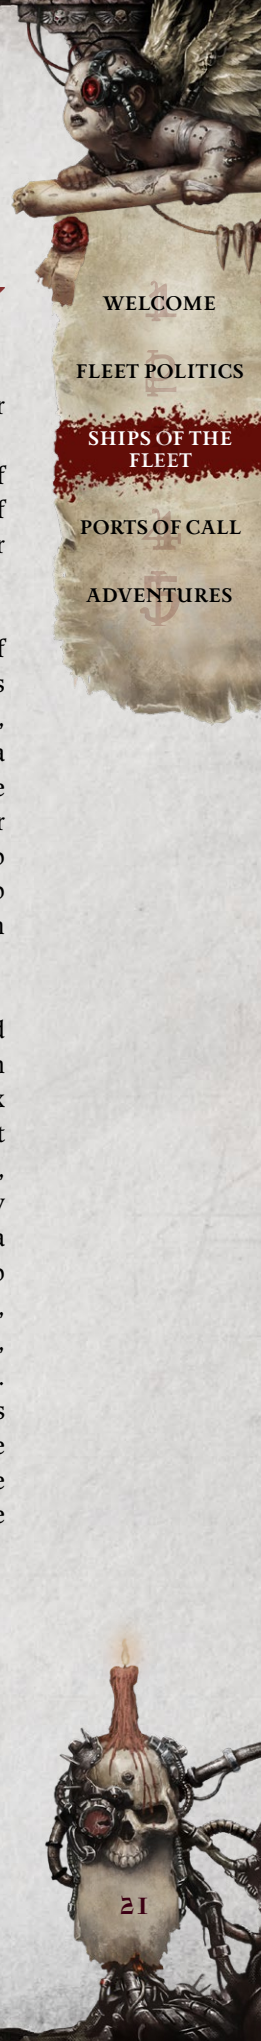 WELCOME
FLEET POLITICS
SHIPS OF THE
FLEET
PORTS OF CALL
ADVENTURES
21